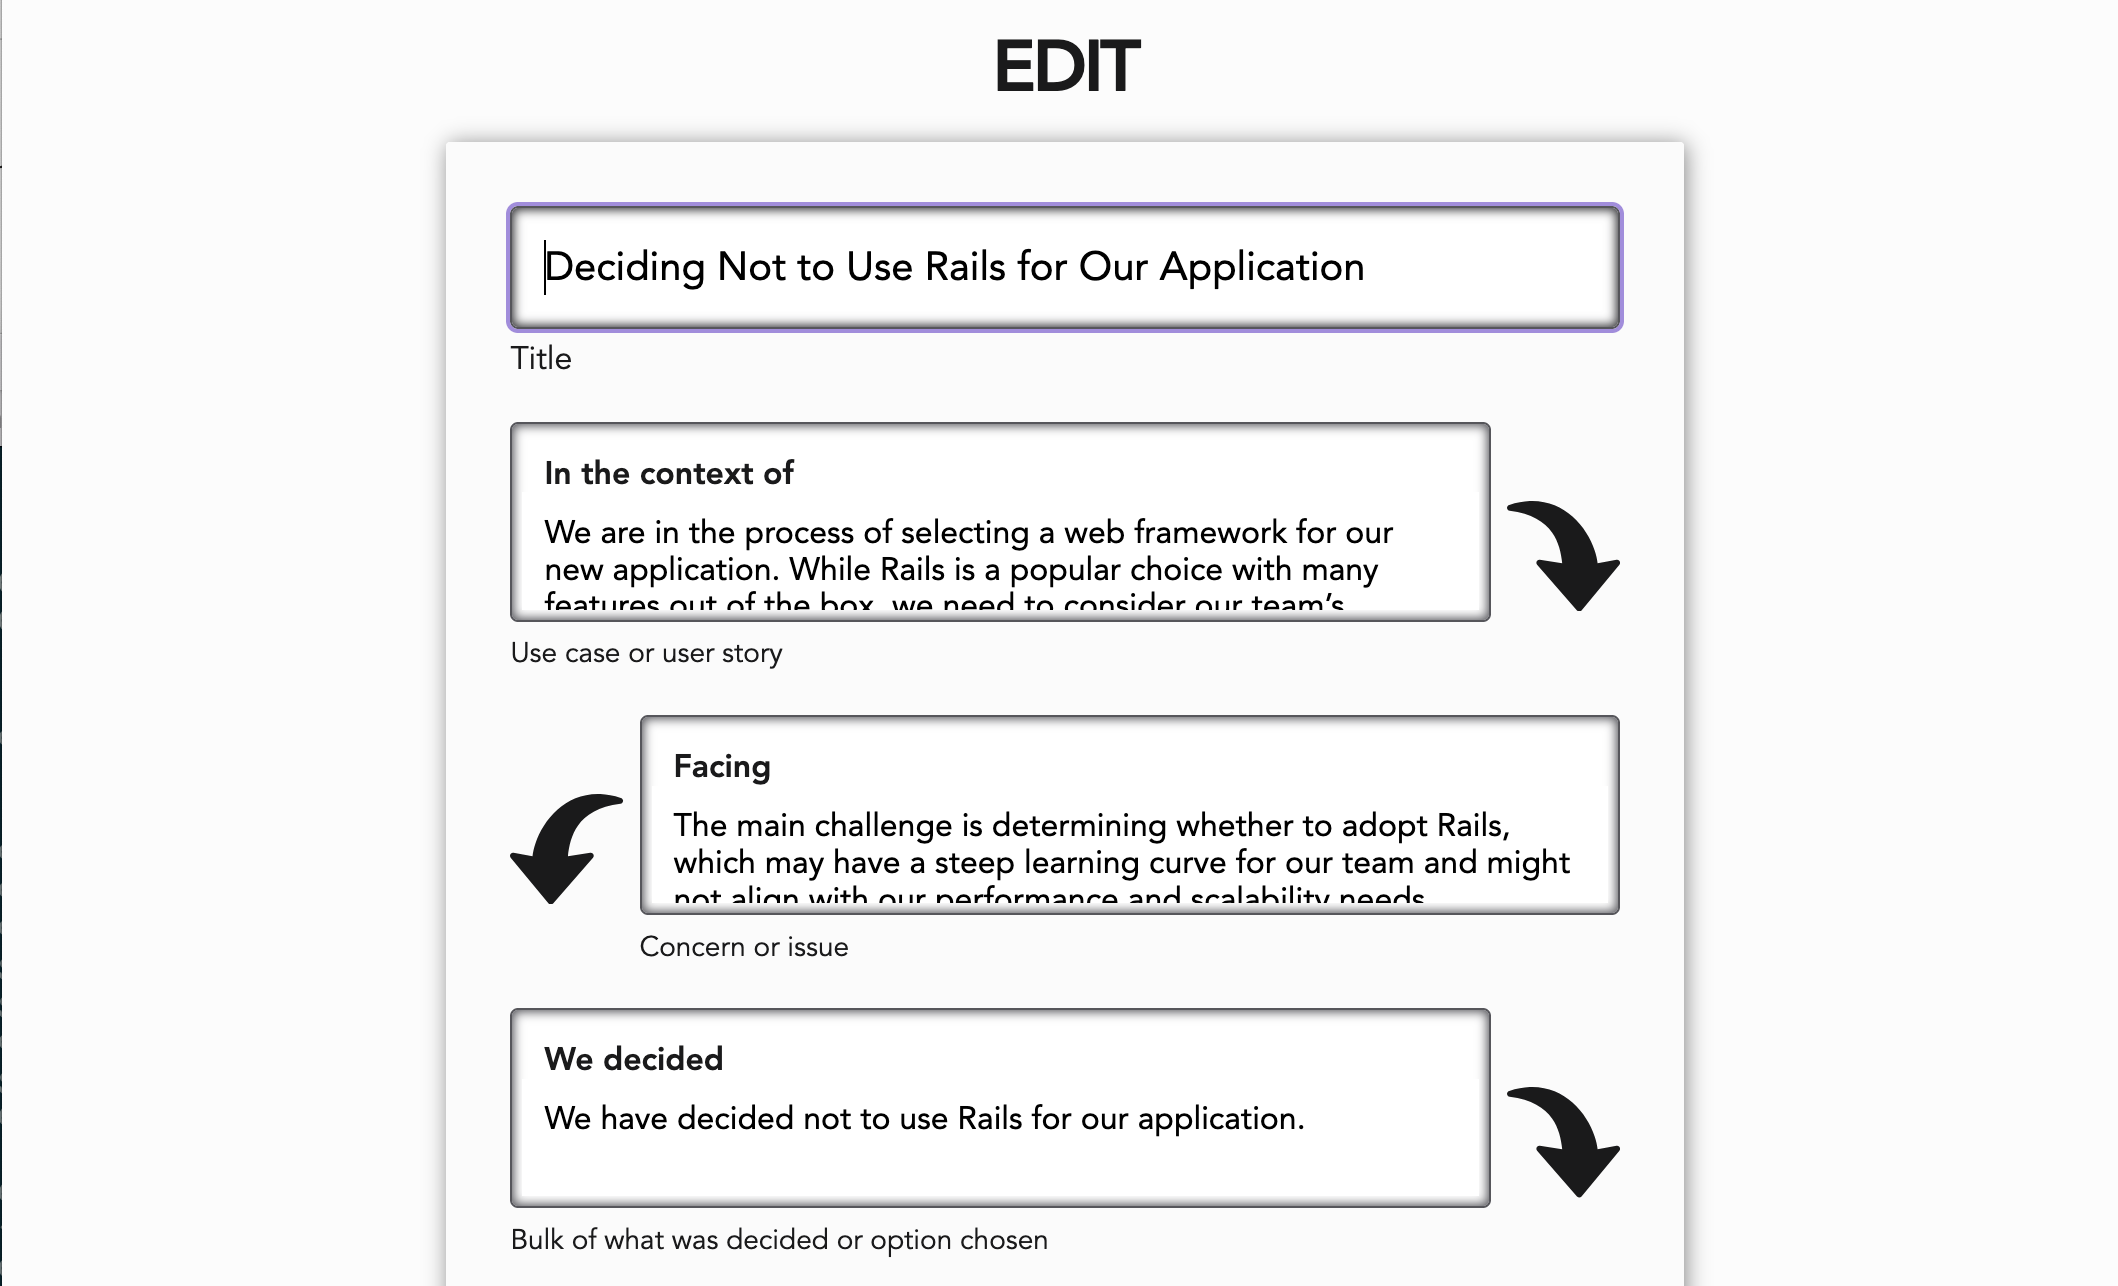 EDIT
Deciding Not to Use Rails for Our Application
Title
In the context of
We are in the process of selecting a web framework for our
new application. While Rails is a popular choice with many
features out of the box, we need to consider our team’s
Use case or user story
Facing
The main challenge is determining whether to adopt Rails,
which may have a steep learning curve for our team and might
not align with our performance and scalability needs.
Concern or issue
We decided
We have decided not to use Rails for our application.
Bulk of what was decided or option chosen